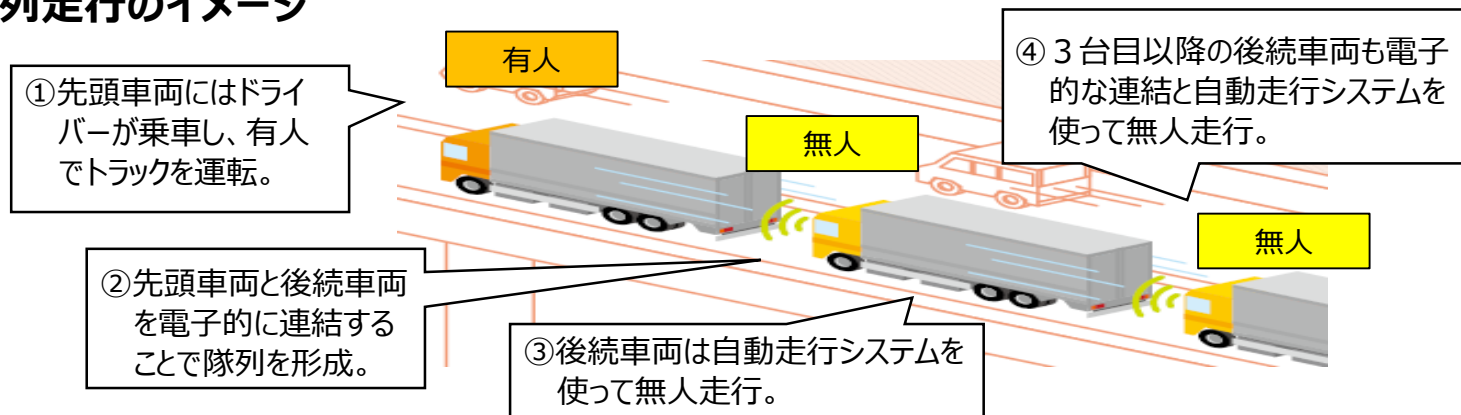 列走行のイメージ
有人
①先頭車両にはドライ
バーが乗車し、有人
でトラックを運転。
無人
④３台目以降の後続車両も電子
的な連結と自動走行システムを
使って無人走行。
無人
②先頭車両と後続車両
を電子的に連結する
ことで隊列を形成。
③後続車両は自動走行システムを
使って無人走行。